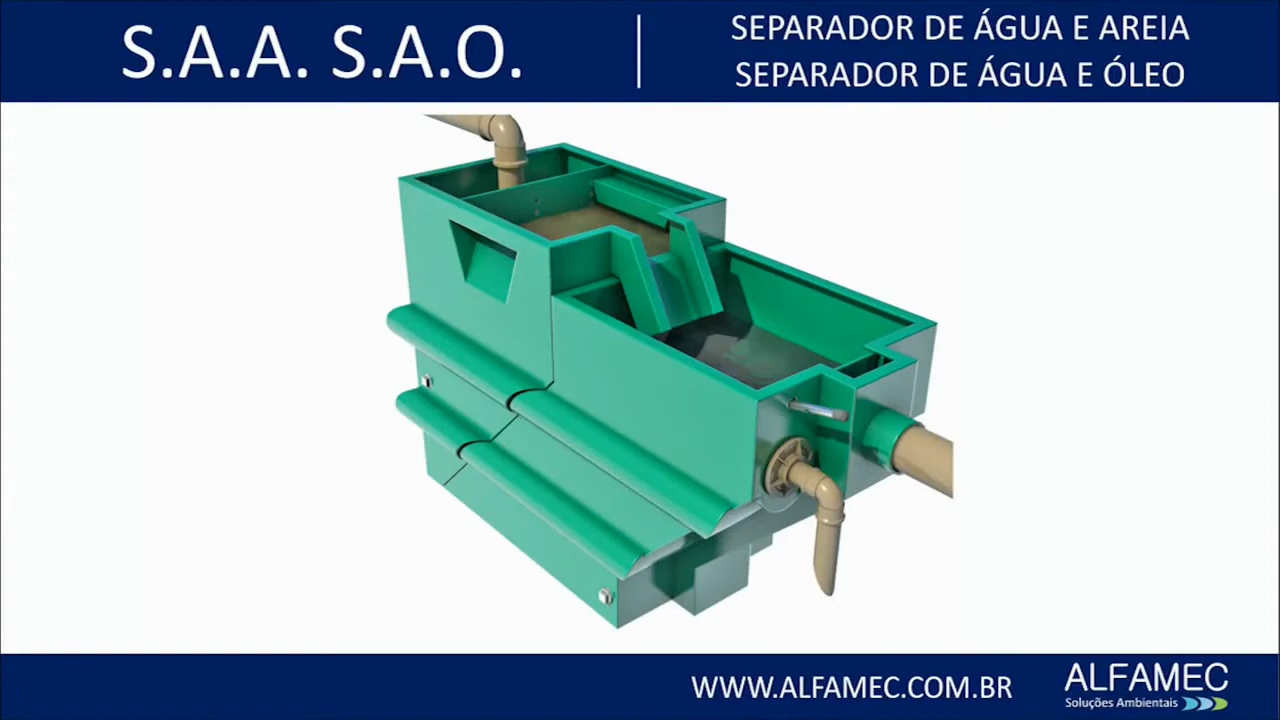 S.A.A. S.A.O.
SEPARADOR DE ÁGUA E AREIA
SEPARADOR DE ÁGUA E ÓLEO
WWW.ALFAMEC.COM.BR
ALFAMEC
Soluções Ambientais